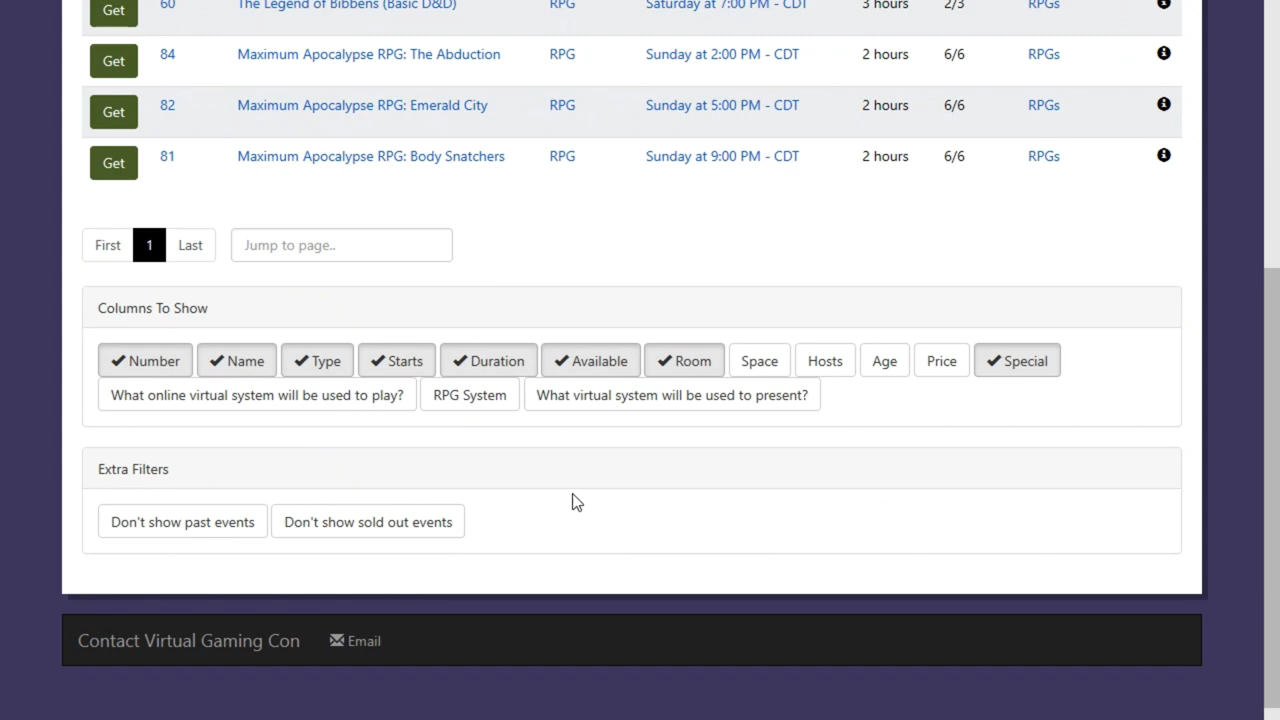 Get 60 The Legend of Bibbens (Basic D&D) RPG Saturday at 7:00 PM - CDT 3 hours 2/3 RPGs
Get 84 Maximum Apocalypse RPG: The Abduction RPG Sunday at 2:00 PM - CDT 2 hours 6/6 RPGs
Get 82 Maximum Apocalypse RPG: Emerald City RPG Sunday at 5:00 PM - CDT 2 hours 6/6 RPGs
Get 81 Maximum Apocalypse RPG: Body Snatchers RPG Sunday at 9:00 PM - CDT 2 hours 6/6 RPGs
First 1 Last Jump to page..
Columns To Show
Number Name Type Starts Duration Available Room Space Hosts Age Price Special
What online virtual system will be used to play? RPG System What virtual system will be used to present?
Extra Filters
Don't show past events Don't show sold out events
Contact Virtual Gaming Con Email